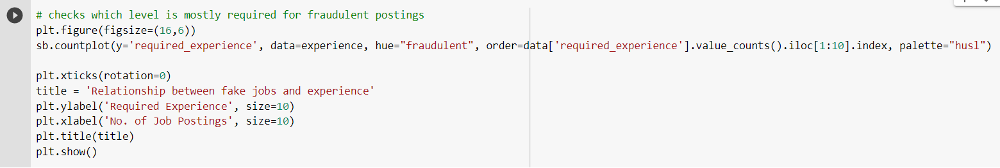 # checks which level is mostly required for fraudulent postings
plt.figure(figsize=(16,6))
sb.countplot(y='required_experience', data=experience, hue="fraudulent", order=data['required_experience'].value_counts().iloc[1:10].index, palette="husl")
plt.xticks(rotation=0)
title = 'Relationship between fake jobs and experience'
plt.ylabel('Required Experience', size=10)
plt.xlabel('No. of Job Postings', size=10)
plt.title(title)
plt.show()